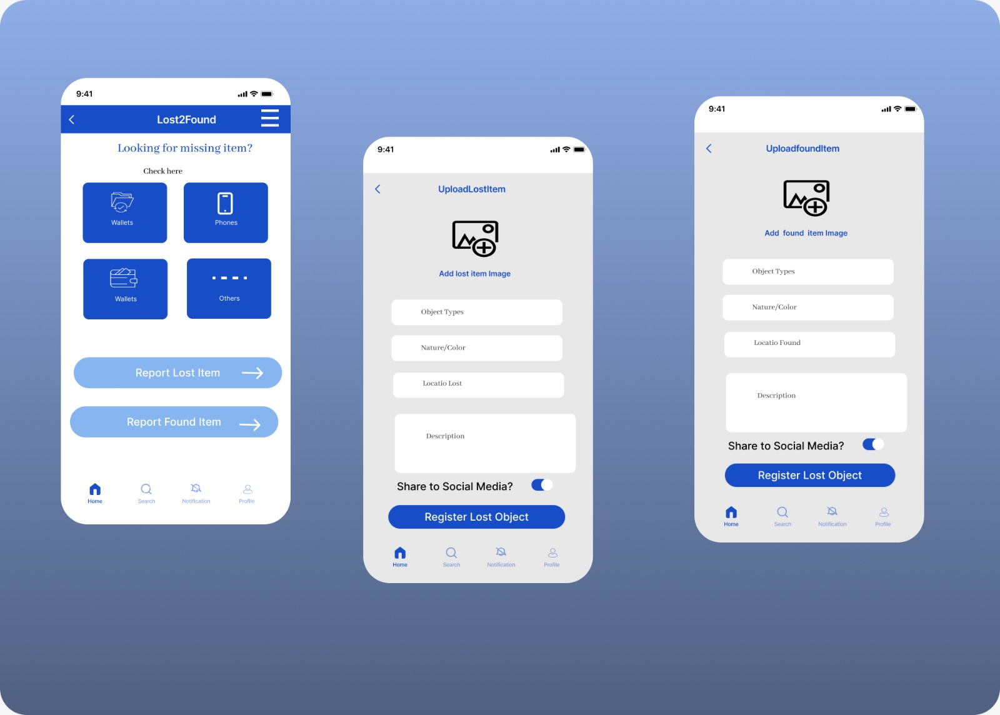 9:41
Lost2Found
Looking for missing item?
Check here
Wallets
Phones
Wallets
Others
Report Lost Item
Report Found Item
Home
Search
Notification
Profile
9:41
UploadLostItem
Add lost item Image
Object Types
Nature/Color
Locatio Lost
Description
Share to Social Media?
Register Lost Object
Home
Search
Notification
Profile
9:41
UploadfoundItem
Add found item Image
Object Types
Nature/Color
Locatio Found
Description
Share to Social Media?
Register Lost Object
Home
Search
Notification
Profile